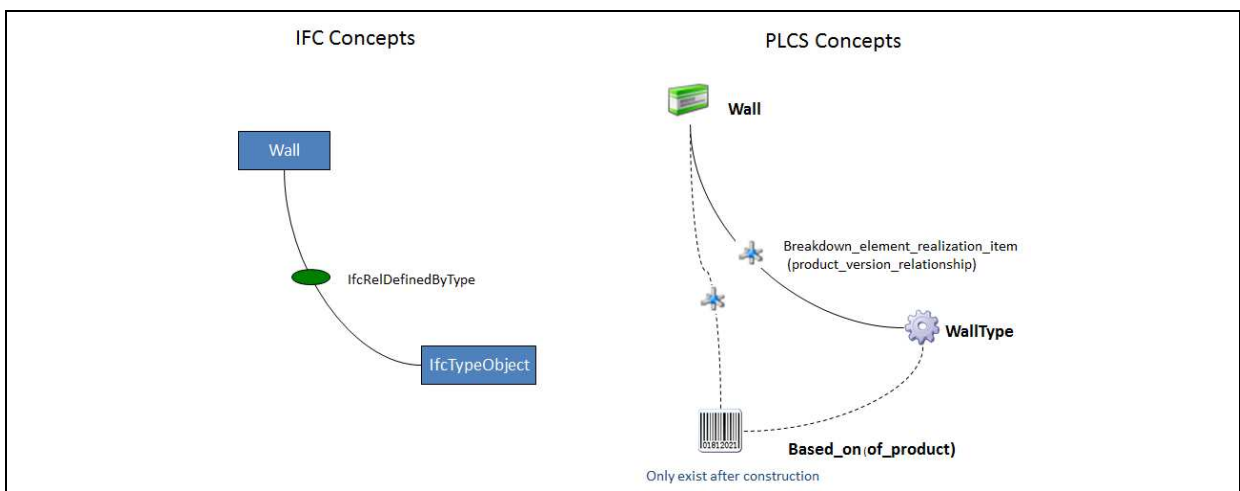 IFC Concepts
PLCS Concepts
Wall
IfcRelDefinedByType
IfcTypeObject
Wall
Breakdown_element_realization_item
(product_version_relationship)
WallType
01812021
Based_on(of_product)
Only exist after construction